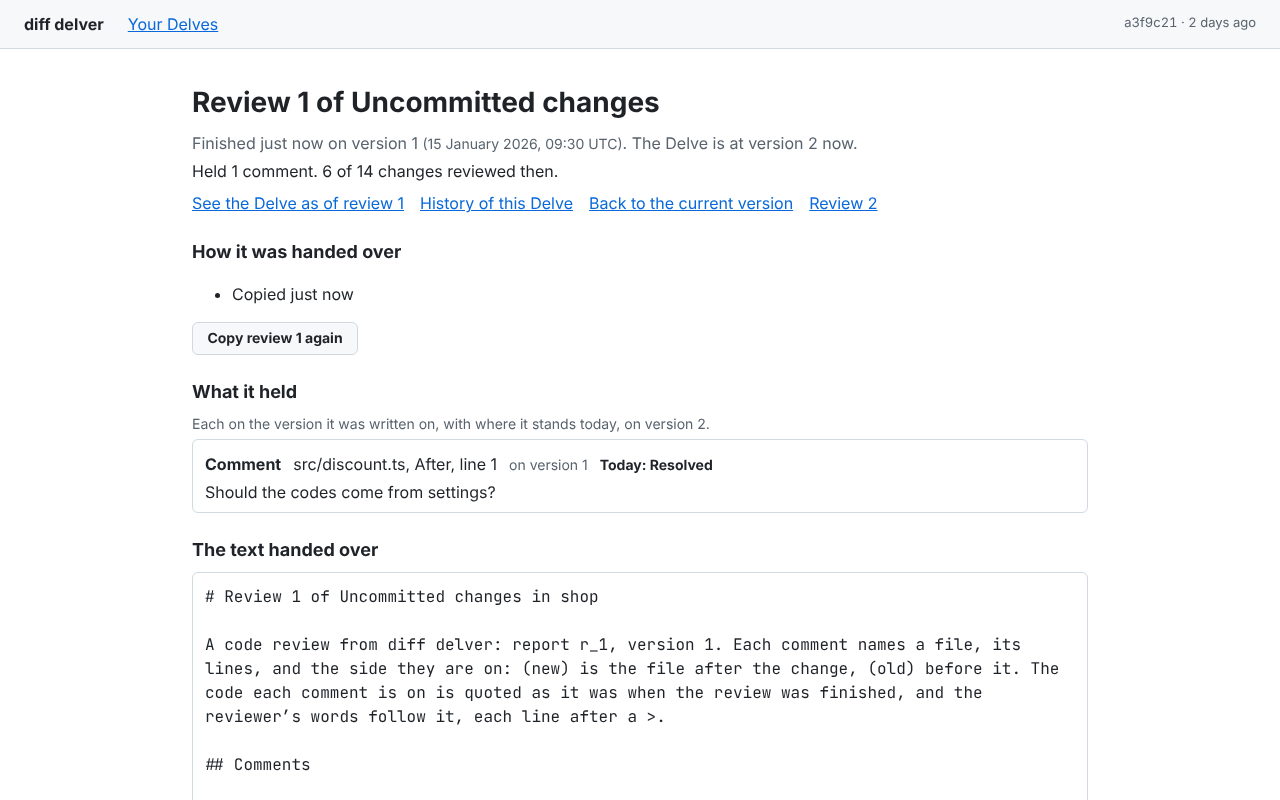 diff delver Your Delves a3f9c21 · 2 days ago
Review 1 of Uncommitted changes
Finished just now on version 1 (15 January 2026, 09:30 UTC). The Delve is at version 2 now.
Held 1 comment. 6 of 14 changes reviewed then.
See the Delve as of review 1 History of this Delve Back to the current version Review 2
How it was handed over
• Copied just now
Copy review 1 again
What it held
Each on the version it was written on, with where it stands today, on version 2.
Comment src/discount.ts, After, line 1 on version 1 Today: Resolved
Should the codes come from settings?
The text handed over
# Review 1 of Uncommitted changes in shop
A code review from diff delver: report r_1, version 1. Each comment names a file, its
lines, and the side they are on: (new) is the file after the change, (old) before it. The
code each comment is on is quoted as it was when the review was finished, and the
reviewer’s words follow it, each line after a >.
## Comments